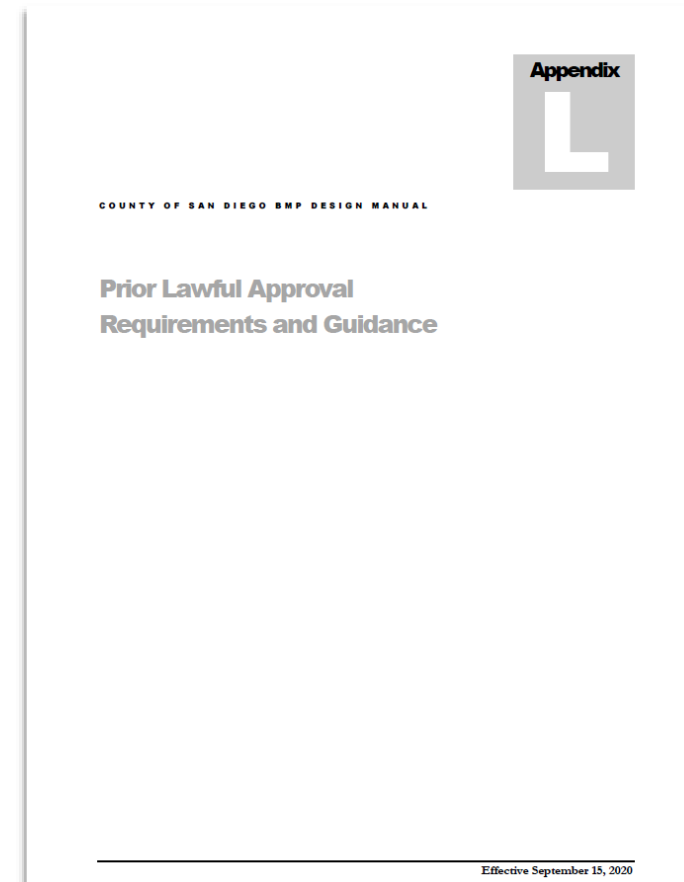 Appendix
L
COUNTY OF SAN DIEGO BMP DESIGN MANUAL
Prior Lawful Approval
Requirements and Guidance
Effective September 15, 2020